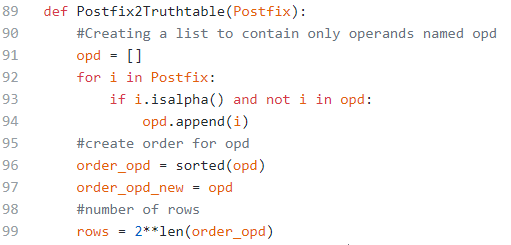 89 def Postfix2Truthtable(Postfix):
90 #Creating a list to contain only operands named opd
91 opd = []
92 for i in Postfix:
93 if i.isalpha() and not i in opd:
94 opd.append(i)
95 #create order for opd
96 order_opd = sorted(opd)
97 order_opd_new = opd
98 #number of rows
99 rows = 2**len(order_opd)